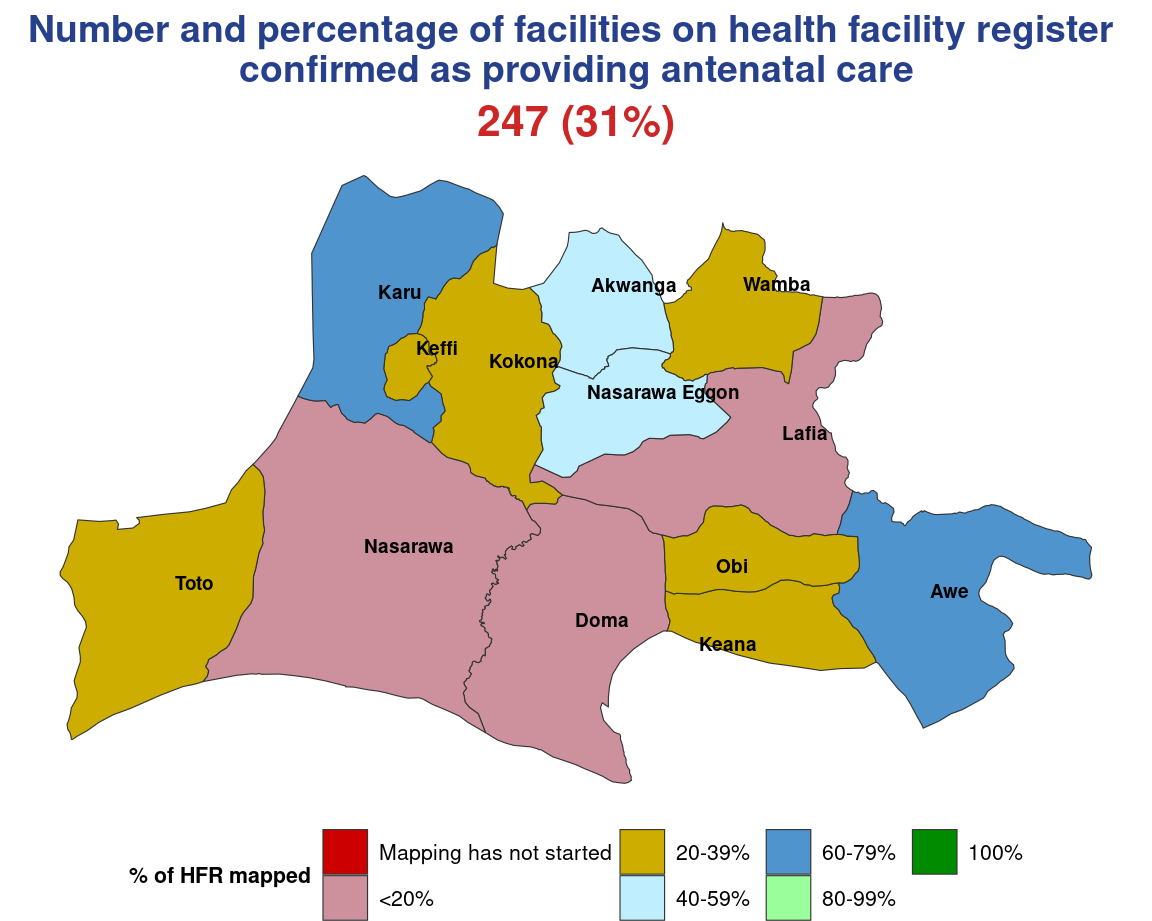 Number and percentage of facilities on health facility register
confirmed as providing antenatal care
247 (31%)
Karu
Akwanga
Wamba
Keffi
Kokona
Nasarawa Eggon
Lafia
Nasarawa
Obi
Toto
Awe
Doma
Keana
% of HFR mapped
Mapping has not started
<20%
20-39%
40-59%
60-79%
80-99%
100%